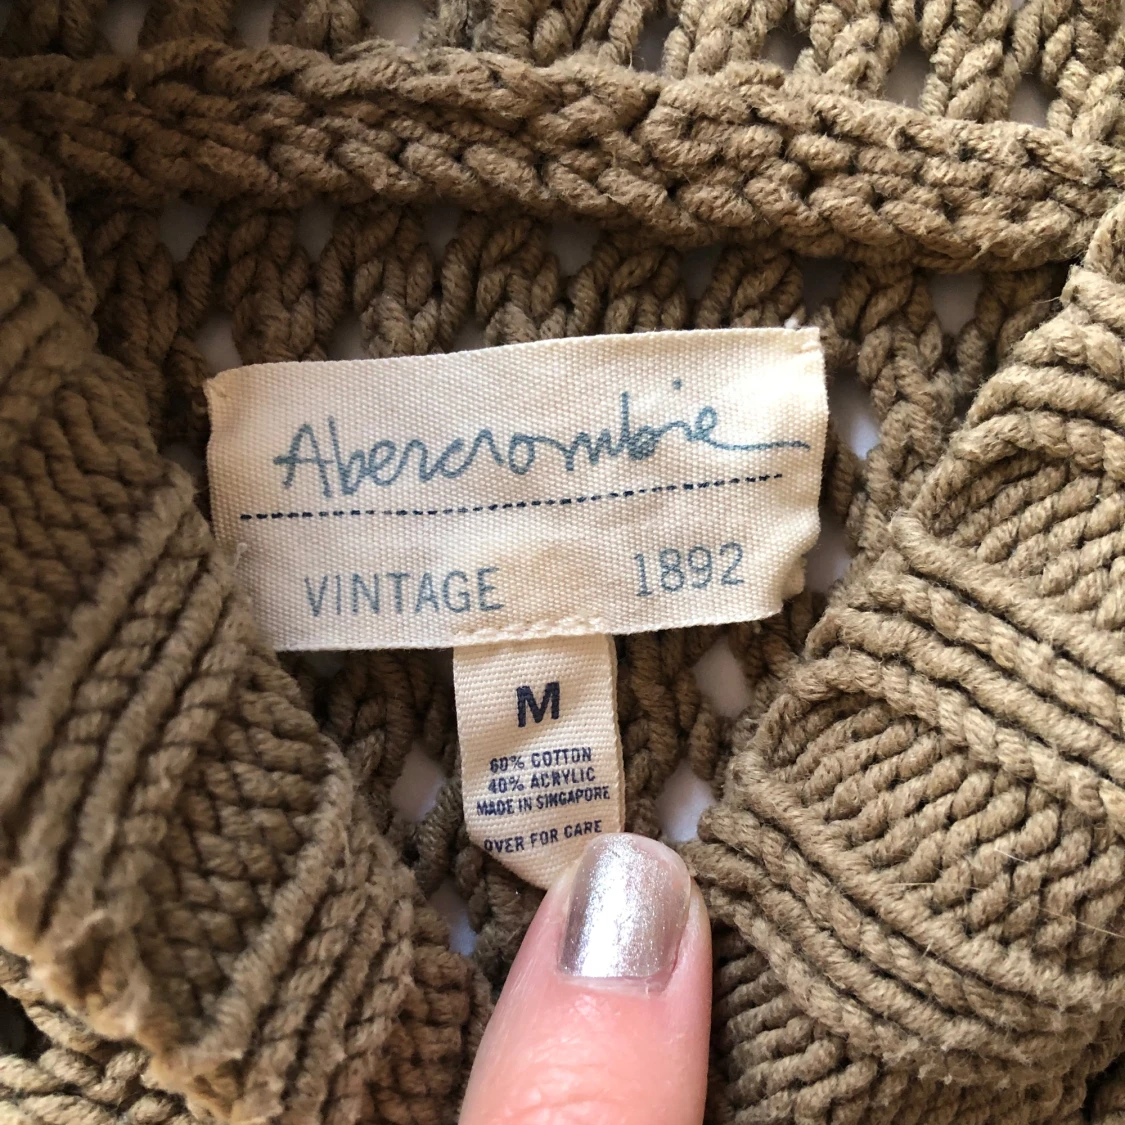 Abercrombie
VINTAGE 1892
M
60% COTTON
40% ACRYLIC
MADE IN SINGAPORE
OVER FOR CARE